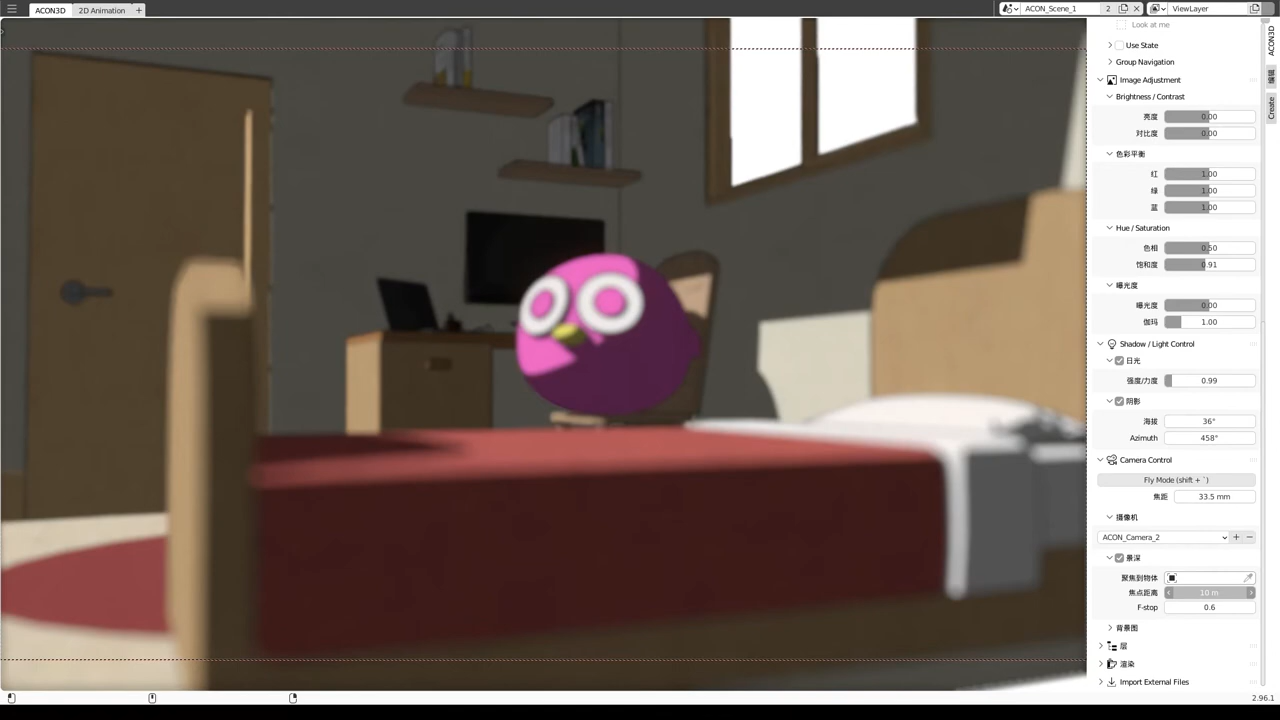 ACON3D
2D Animation
+
ACON_Scene_1
2
ViewLayer
Look at me
Use State
Group Navigation
Image Adjustment
Brightness / Contrast
亮度 0.00
对比度 0.00
色彩平衡
红 1.00
绿 1.00
蓝 1.00
Hue / Saturation
色相 0.50
饱和度 0.91
曝光度
曝光度 0.00
伽玛 1.00
Shadow / Light Control
日光
强度/力度 0.99
阴影
海拔 36°
Azimuth 458°
Camera Control
Fly Mode (shift + `)
焦距 33.5 mm
摄像机
ACON_Camera_2
+ −
景深
聚焦到物体
焦点距离 10 m
F-stop 0.6
背景图
层
渲染
Import External Files
ACON3D
编辑
Create
2.96.1